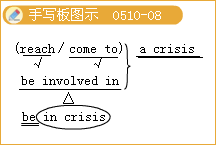 手写板图示 0510-08
(reach / come to) a crisis
be involved in
be in crisis